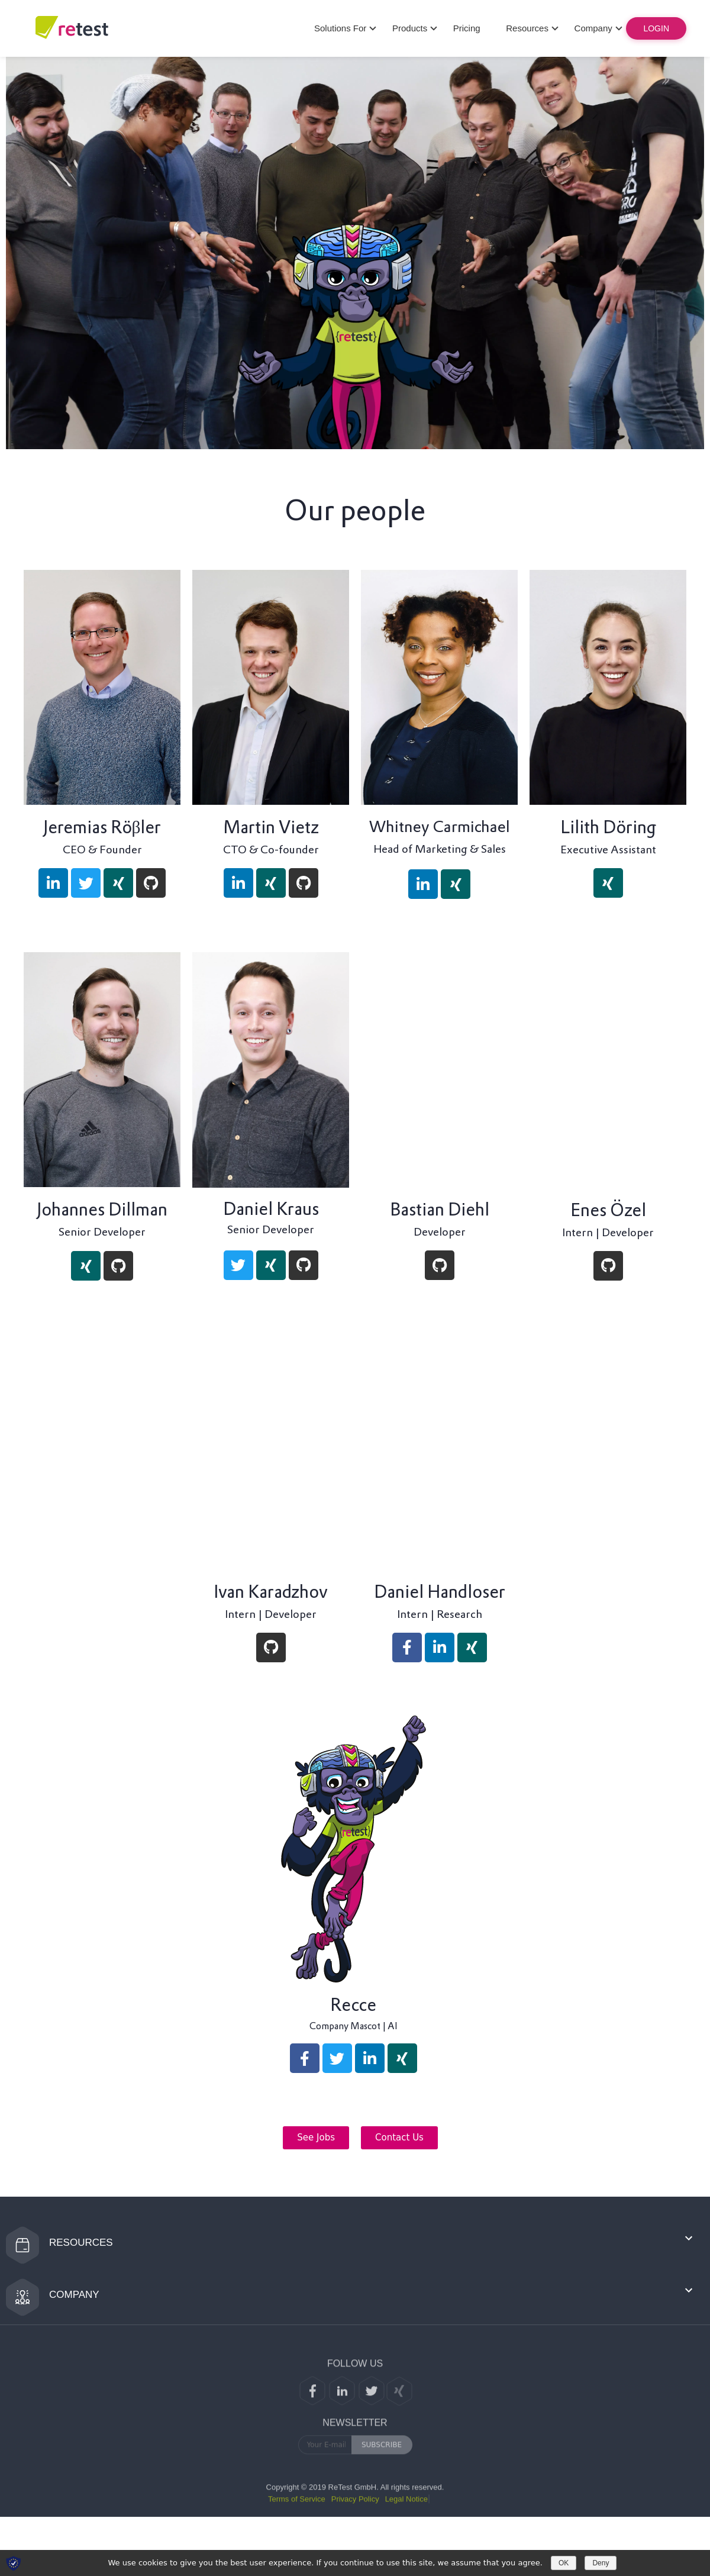 retest
Solutions For
Products
Pricing
Resources
Company
LOGIN
{retest}
Our people
Jeremias Rößler
CEO & Founder
Martin Vietz
CTO & Co-founder
Whitney Carmichael
Head of Marketing & Sales
Lilith Döring
Executive Assistant
adidas
Johannes Dillman
Senior Developer
Daniel Kraus
Senior Developer
Bastian Diehl
Developer
Enes Özel
Intern | Developer
Ivan Karadzhov
Intern | Developer
Daniel Handloser
Intern | Research
{retest}
Recce
Company Mascot | AI
See Jobs
Contact Us
RESOURCES
COMPANY
FOLLOW US
NEWSLETTER
Your E-mail
SUBSCRIBE
Copyright © 2019 ReTest GmbH. All rights reserved.
Terms of Service Privacy Policy Legal Notice
We use cookies to give you the best user experience. If you continue to use this site, we assume that you agree.
OK
Deny